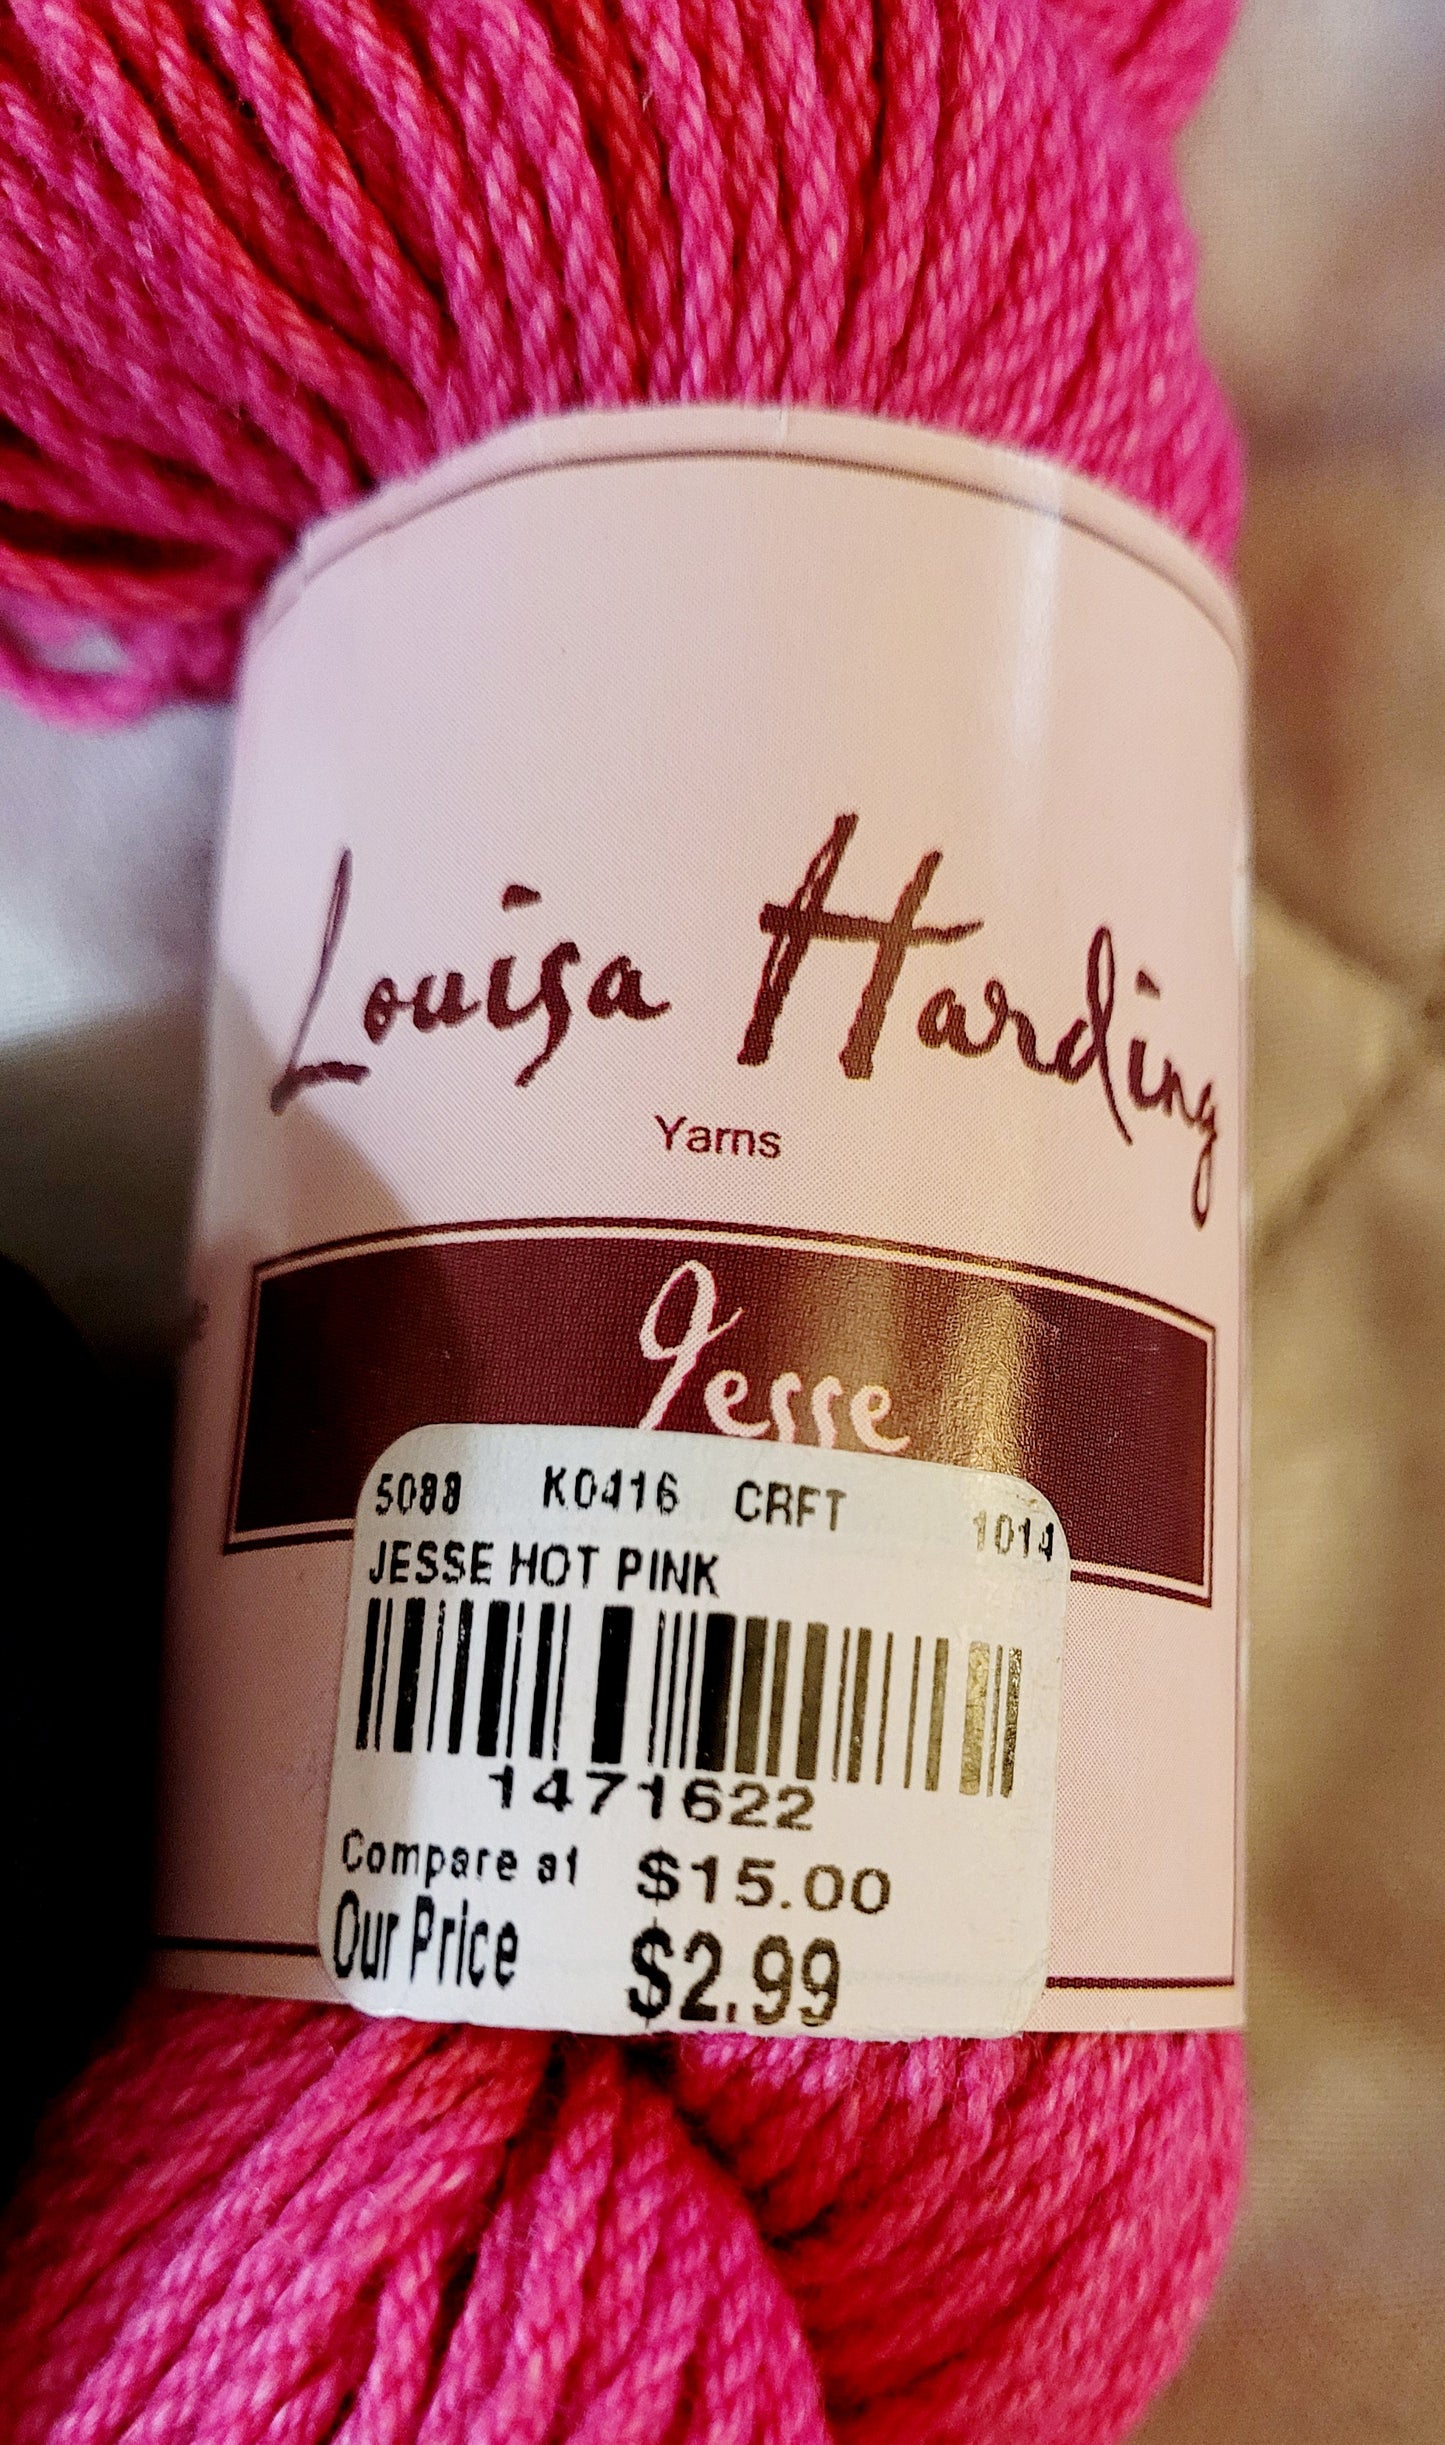 Louisa Harding
Yarns
Jesse
5088 K0416 CRFT 1014
JESSE HOT PINK
1471622
Compare at $15.00
Our Price $2.99